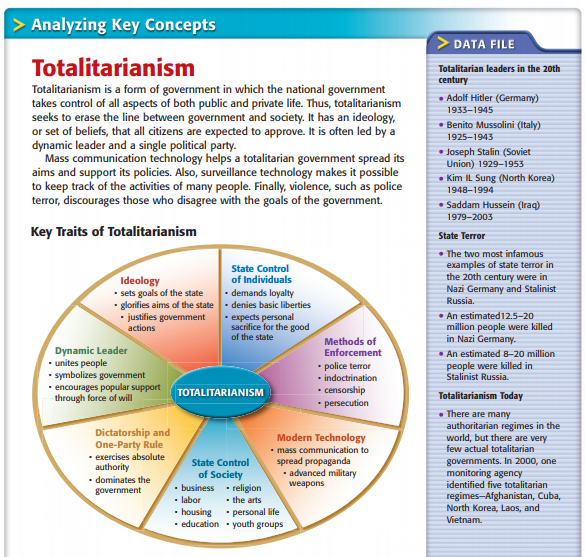 > Analyzing Key Concepts
Totalitarianism
Totalitarianism is a form of government in which the national government
takes control of all aspects of both public and private life. Thus, totalitarianism
seeks to erase the line between government and society. It has an ideology,
or set of beliefs, that all citizens are expected to approve. It is often led by a
dynamic leader and a single political party.
Mass communication technology helps a totalitarian government spread its
aims and support its policies. Also, surveillance technology makes it possible
to keep track of the activities of many people. Finally, violence, such as police
terror, discourages those who disagree with the goals of the government.
Key Traits of Totalitarianism
Ideology
• sets goals of the state
• glorifies aims of the state
• justifies government
actions
State Control
of Individuals
• demands loyalty
• denies basic liberties
• expects personal
sacrifice for the good
of the state
Dynamic Leader
• unites people
• symbolizes government
• encourages popular support
through force of will
Methods of
Enforcement
• police terror
• indoctrination
• censorship
• persecution
TOTALITARIANISM
Dictatorship and
One-Party Rule
• exercises absolute
authority
• dominates the
government
State Control
of Society
• business
• labor
• housing
• education
• religion
• the arts
• personal life
• youth groups
Modern Technology
• mass communication to
spread propaganda
• advanced military
weapons
> DATA FILE
Totalitarian leaders in the 20th
century
• Adolf Hitler (Germany)
1933–1945
• Benito Mussolini (Italy)
1925–1943
• Joseph Stalin (Soviet
Union) 1929–1953
• Kim IL Sung (North Korea)
1948–1994
• Saddam Hussein (Iraq)
1979–2003
State Terror
• The two most infamous
examples of state terror in
the 20th century were in
Nazi Germany and Stalinist
Russia.
• An estimated12.5–20
million people were killed
in Nazi Germany.
• An estimated 8–20 million
people were killed in
Stalinist Russia.
Totalitarianism Today
• There are many
authoritarian regimes in the
world, but there are very
few actual totalitarian
governments. In 2000, one
monitoring agency
identified five totalitarian
regimes—Afghanistan, Cuba,
North Korea, Laos, and
Vietnam.